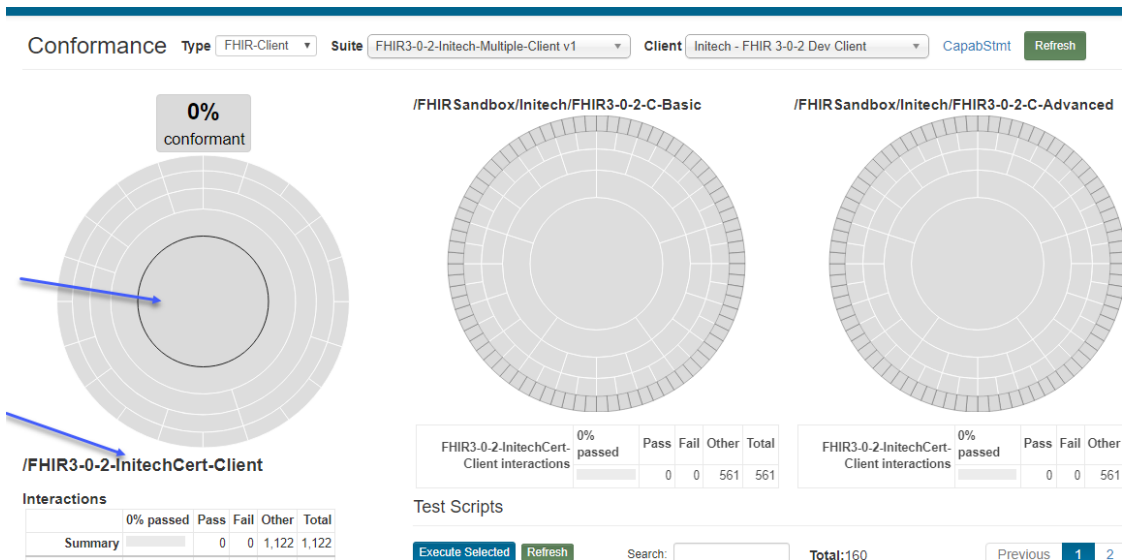 Conformance Type FHIR-Client Suite FHIR3-0-2-Initech-Multiple-Client v1 Client Initech - FHIR 3-0-2 Dev Client CapabStmt Refresh
0%
conformant
/FHIR3-0-2-InitechCert-Client
Interactions
0% passed Pass Fail Other Total
Summary 0 0 1,122 1,122
/FHIRSandbox/Initech/FHIR3-0-2-C-Basic
FHIR3-0-2-InitechCert-Client interactions
0% passed Pass Fail Other Total
0 0 561 561
/FHIRSandbox/Initech/FHIR3-0-2-C-Advanced
FHIR3-0-2-InitechCert-Client interactions
0% passed Pass Fail Other
0 0 561
Test Scripts
Execute Selected Refresh Search: Total:160 Previous 1 2